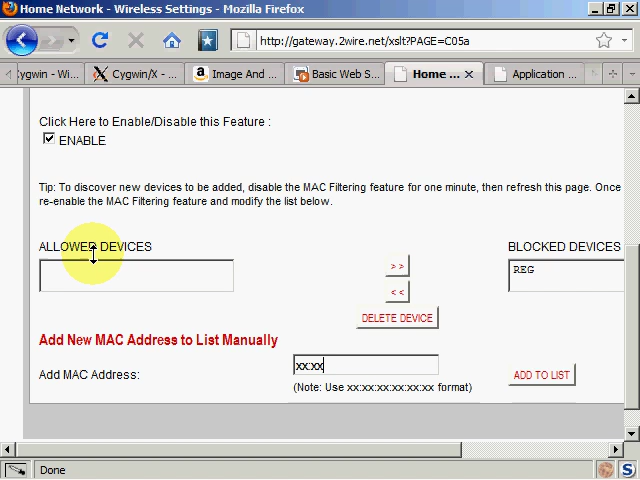 Home Network - Wireless Settings - Mozilla Firefox
http://gateway.2wire.net/xslt?PAGE=C05a
Cygwin - Wi... Cygwin/X - ... Image And ... Basic Web S... Home ... Application ...
Click Here to Enable/Disable this Feature :
ENABLE
Tip: To discover new devices to be added, disable the MAC Filtering feature for one minute, then refresh this page. Once
re-enable the MAC Filtering feature and modify the list below.
ALLOWED DEVICES BLOCKED DEVICES
> > REG
< <
DELETE DEVICE
Add New MAC Address to List Manually
Add MAC Address: xx:xx ADD TO LIST
(Note: Use xx:xx:xx:xx:xx:xx format)
Done